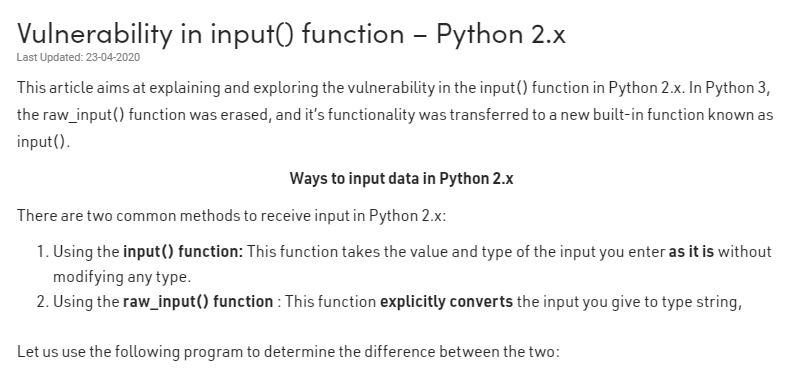 Vulnerability in input() function – Python 2.x
Last Updated: 23-04-2020
This article aims at explaining and exploring the vulnerability in the input() function in Python 2.x. In Python 3,
the raw_input() function was erased, and it's functionality was transferred to a new built-in function known as
input().
Ways to input data in Python 2.x
There are two common methods to receive input in Python 2.x:
1. Using the input() function: This function takes the value and type of the input you enter as it is without
modifying any type.
2. Using the raw_input() function : This function explicitly converts the input you give to type string,
Let us use the following program to determine the difference between the two: